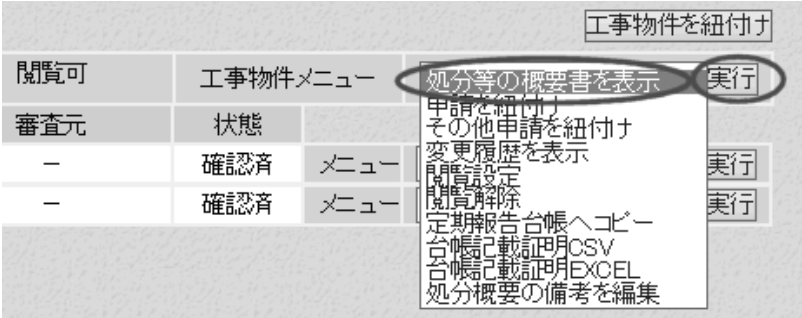 工事物件を紐付け
閲覧可 工事物件メニュー 処分等の概要書を表示 実行
申請を紐付け
審査元 状態 その他申請を紐付け
変更履歴を表示
－ 確認済 メニュー 閲覧設定 実行
閲覧解除
－ 確認済 メニュー 定期報告台帳へコピー 実行
台帳記載証明CSV
台帳記載証明EXCEL
処分概要の備考を編集